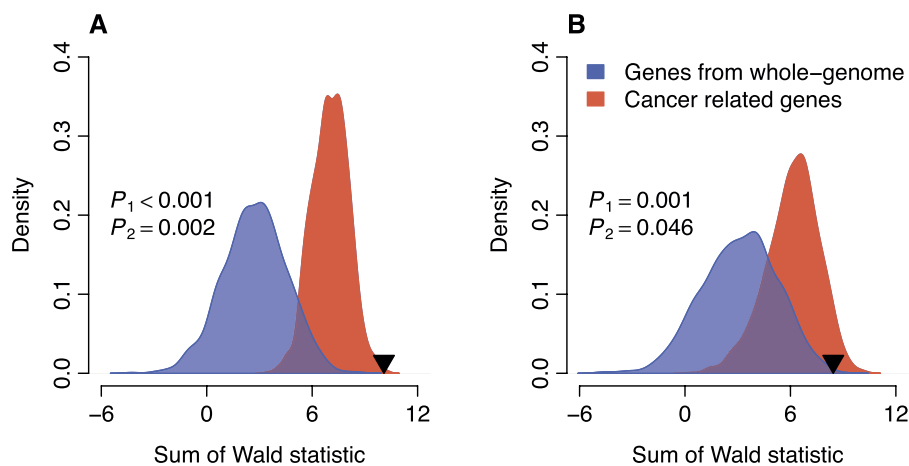 A
0.4
0.3
0.2
0.1
0.0
Density
P1 < 0.001
P2 = 0.002
−6 0 6 12
Sum of Wald statistic
B
Genes from whole−genome
Cancer related genes
0.4
0.3
0.2
0.1
0.0
Density
P1 = 0.001
P2 = 0.046
−6 0 6 12
Sum of Wald statistic